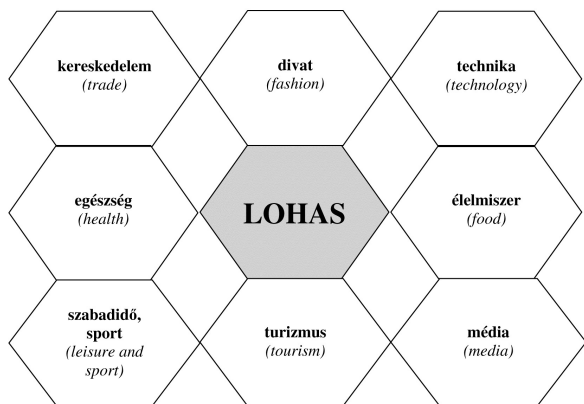 kereskedelem
(trade)
divat
(fashion)
technika
(technology)
egészség
(health)
LOHAS
élelmiszer
(food)
szabadidő,
sport
(leisure and
sport)
turizmus
(tourism)
média
(media)